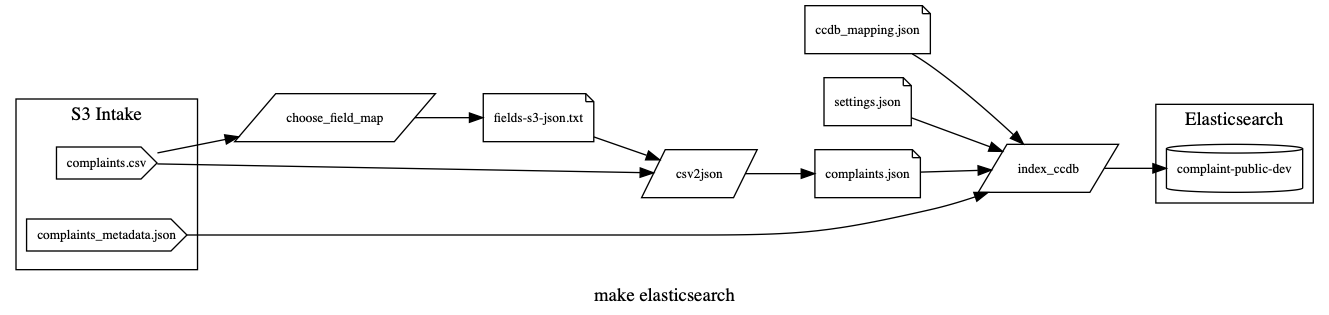 ccdb_mapping.json
settings.json
S3 Intake
choose_field_map
fields-s3-json.txt
Elasticsearch
complaints.csv
csv2json
complaints.json
index_ccdb
complaint-public-dev
complaints_metadata.json
make elasticsearch